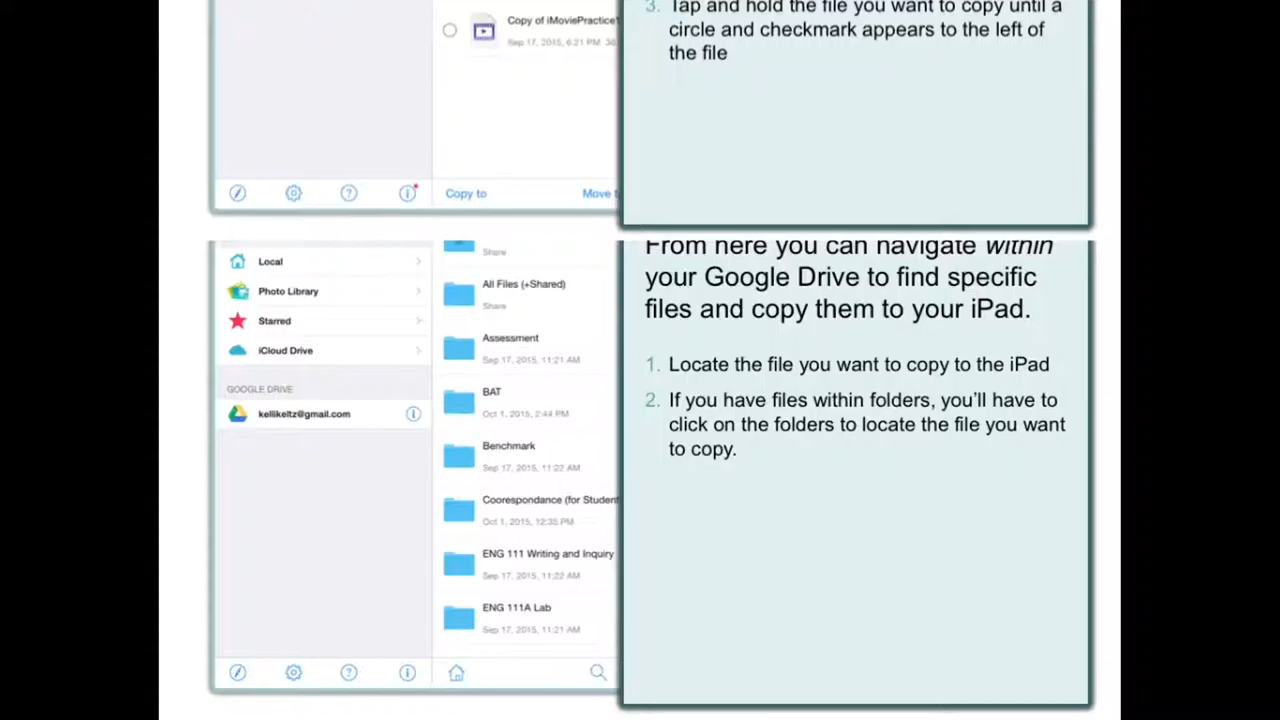 Copy of iMoviePractice1
Sep 17, 2015, 6:21 PM 38
Copy to
Move t
3. Tap and hold the file you want to copy until a
circle and checkmark appears to the left of
the file
Local
Photo Library
Starred
iCloud Drive
GOOGLE DRIVE
kellikeltz@gmail.com
Share
All Files (+Shared)
Share
Assessment
Sep 17, 2015, 11:21 AM
BAT
Oct 1, 2015, 2:44 PM
Benchmark
Sep 17, 2015, 11:22 AM
Coorespondance (for Student
Oct 1, 2015, 12:35 PM
ENG 111 Writing and Inquiry
Sep 17, 2015, 11:22 AM
ENG 111A Lab
Sep 17, 2015, 11:21 AM
From here you can navigate within
your Google Drive to find specific
files and copy them to your iPad.
1. Locate the file you want to copy to the iPad
2. If you have files within folders, you'll have to
click on the folders to locate the file you want
to copy.